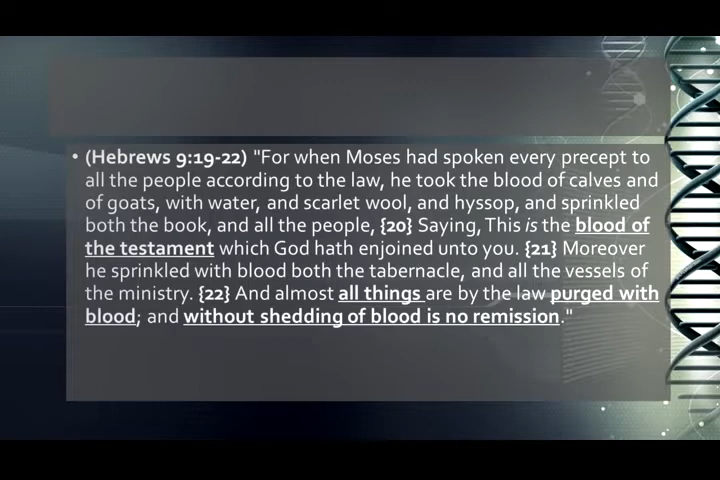 • (Hebrews 9:19-22) "For when Moses had spoken every precept to
all the people according to the law, he took the blood of calves and
of goats, with water, and scarlet wool, and hyssop, and sprinkled
both the book, and all the people, {20} Saying, This is the blood of
the testament which God hath enjoined unto you. {21} Moreover
he sprinkled with blood both the tabernacle, and all the vessels of
the ministry. {22} And almost all things are by the law purged with
blood; and without shedding of blood is no remission."